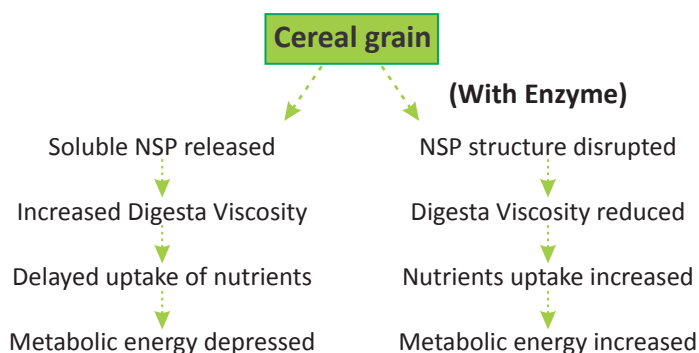 Cereal grain
(With Enzyme)
Soluble NSP released
NSP structure disrupted
Increased Digesta Viscosity
Digesta Viscosity reduced
Delayed uptake of nutrients
Nutrients uptake increased
Metabolic energy depressed
Metabolic energy increased